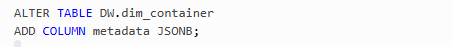 ALTER TABLE DW.dim_container
ADD COLUMN metadata JSONB;